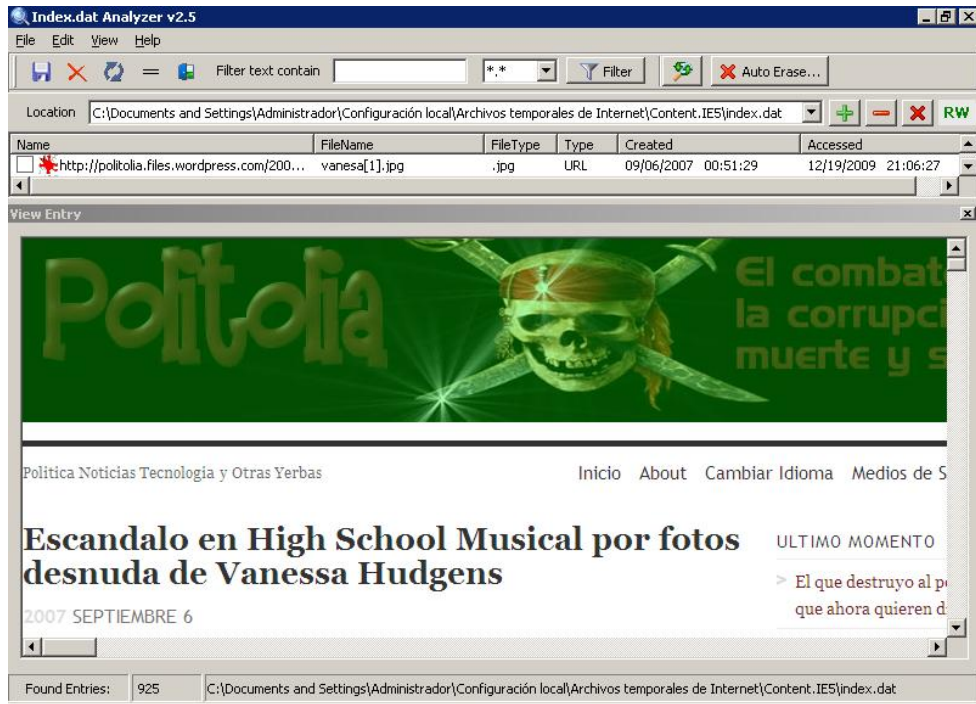 Index.dat Analyzer v2.5
File Edit View Help
Filter text contain *.* Filter Auto Erase...
Location C:\Documents and Settings\Administrador\Configuración local\Archivos temporales de Internet\Content.IE5\index.dat RW
Name FileName FileType Type Created Accessed
http://politolia.files.wordpress.com/200... vanesa[1].jpg .jpg URL 09/06/2007 00:51:29 12/19/2009 21:06:27
View Entry
Politolia
El combat
la corrupci
muerte y s
Politica Noticias Tecnologia y Otras Yerbas
Inicio About Cambiar Idioma Medios de S
Escandalo en High School Musical por fotos
desnuda de Vanessa Hudgens
2007 SEPTIEMBRE 6
ULTIMO MOMENTO
> El que destruyo al p
que ahora quieren d
Found Entries: 925 C:\Documents and Settings\Administrador\Configuración local\Archivos temporales de Internet\Content.IE5\index.dat